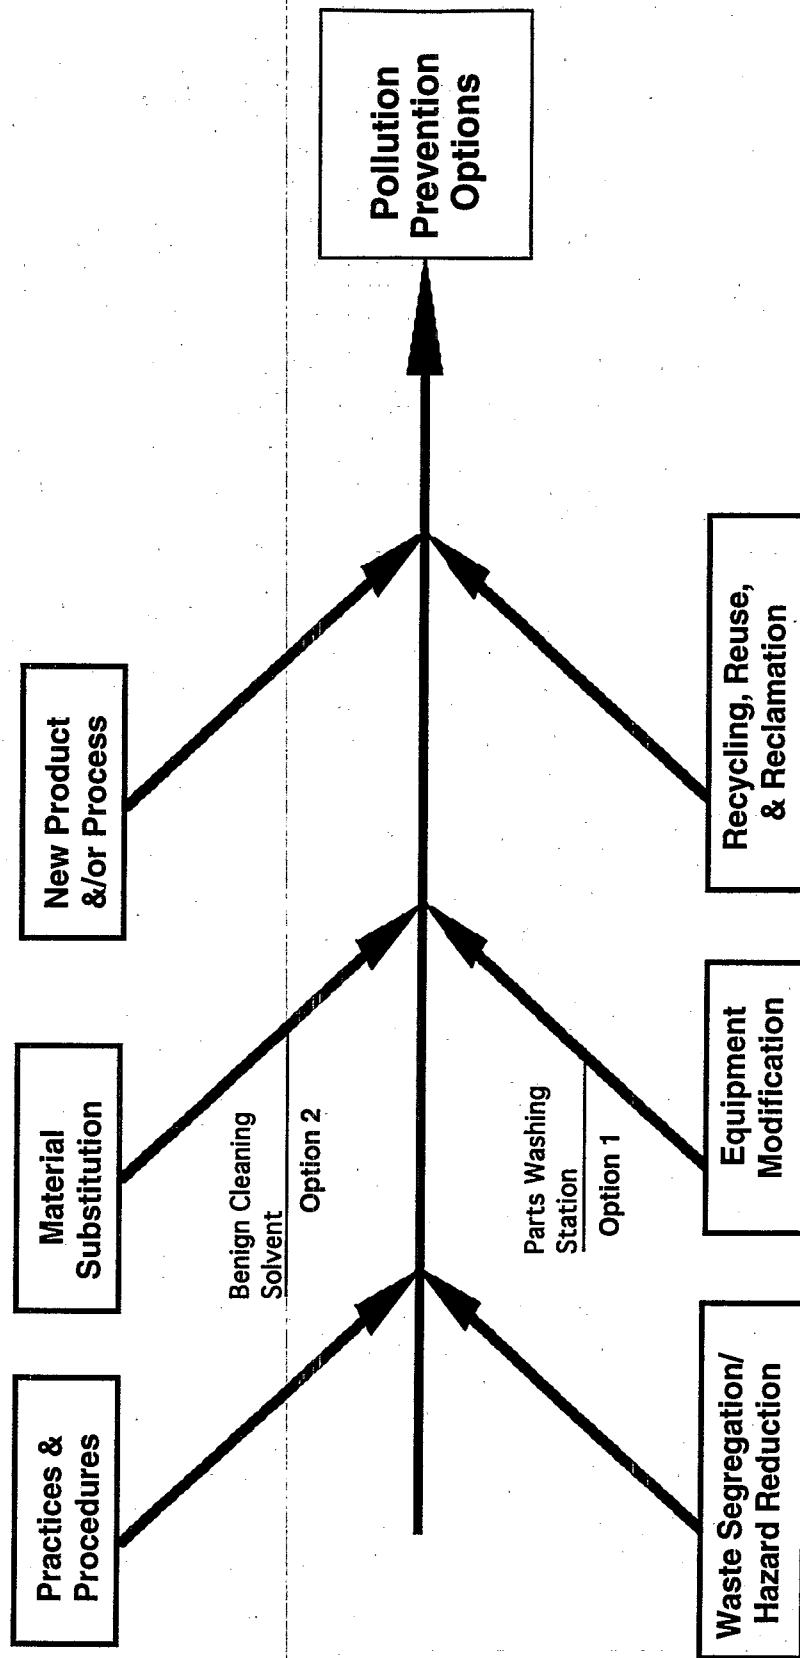 Practices &
Procedures
Material
Substitution
New Product
&/or Process
Benign Cleaning
Solvent
Option 2
Pollution
Prevention
Options
Parts Washing
Station
Option 1
Waste Segregation/
Hazard Reduction
Equipment
Modification
Recycling, Reuse,
& Reclamation